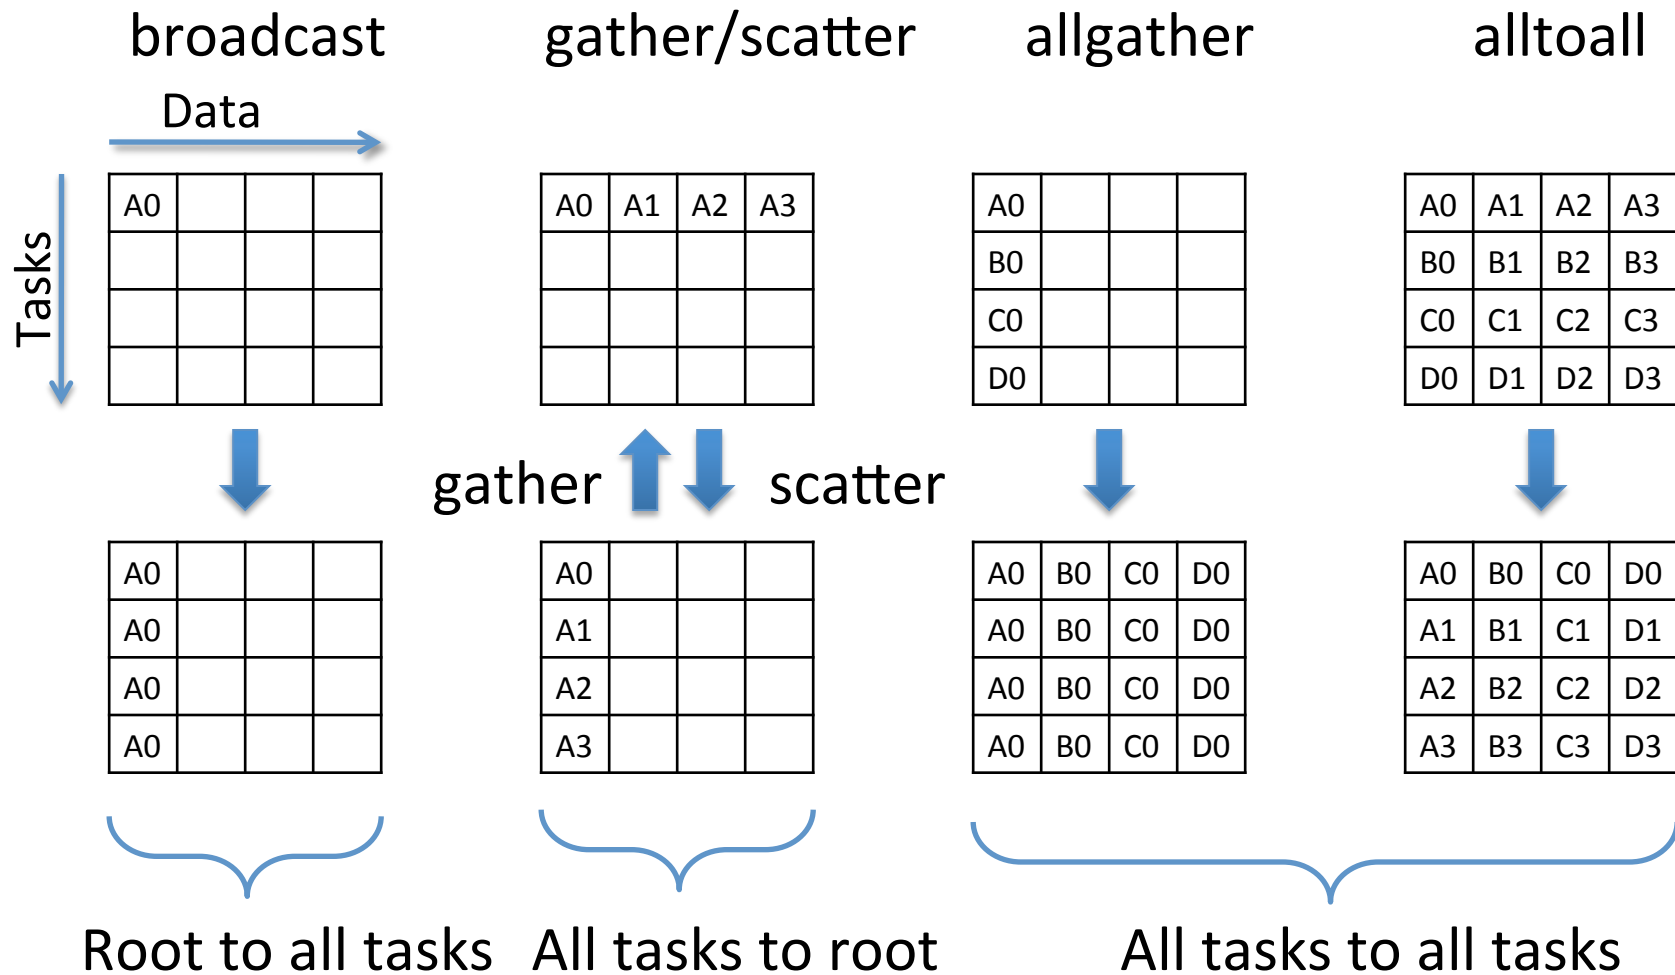 broadcast gather/scatter allgather alltoall
Data
Tasks
A0 A0 A1 A2 A3 A0 A0 A1 A2 A3
B0 B0 B1 B2 B3
C0 C0 C1 C2 C3
D0 D0 D1 D2 D3
gather scatter
A0 A0 A0 B0 C0 D0 A0 B0 C0 D0
A0 A1 A0 B0 C0 D0 A1 B1 C1 D1
A0 A2 A0 B0 C0 D0 A2 B2 C2 D2
A0 A3 A0 B0 C0 D0 A3 B3 C3 D3
Root to all tasks All tasks to root All tasks to all tasks